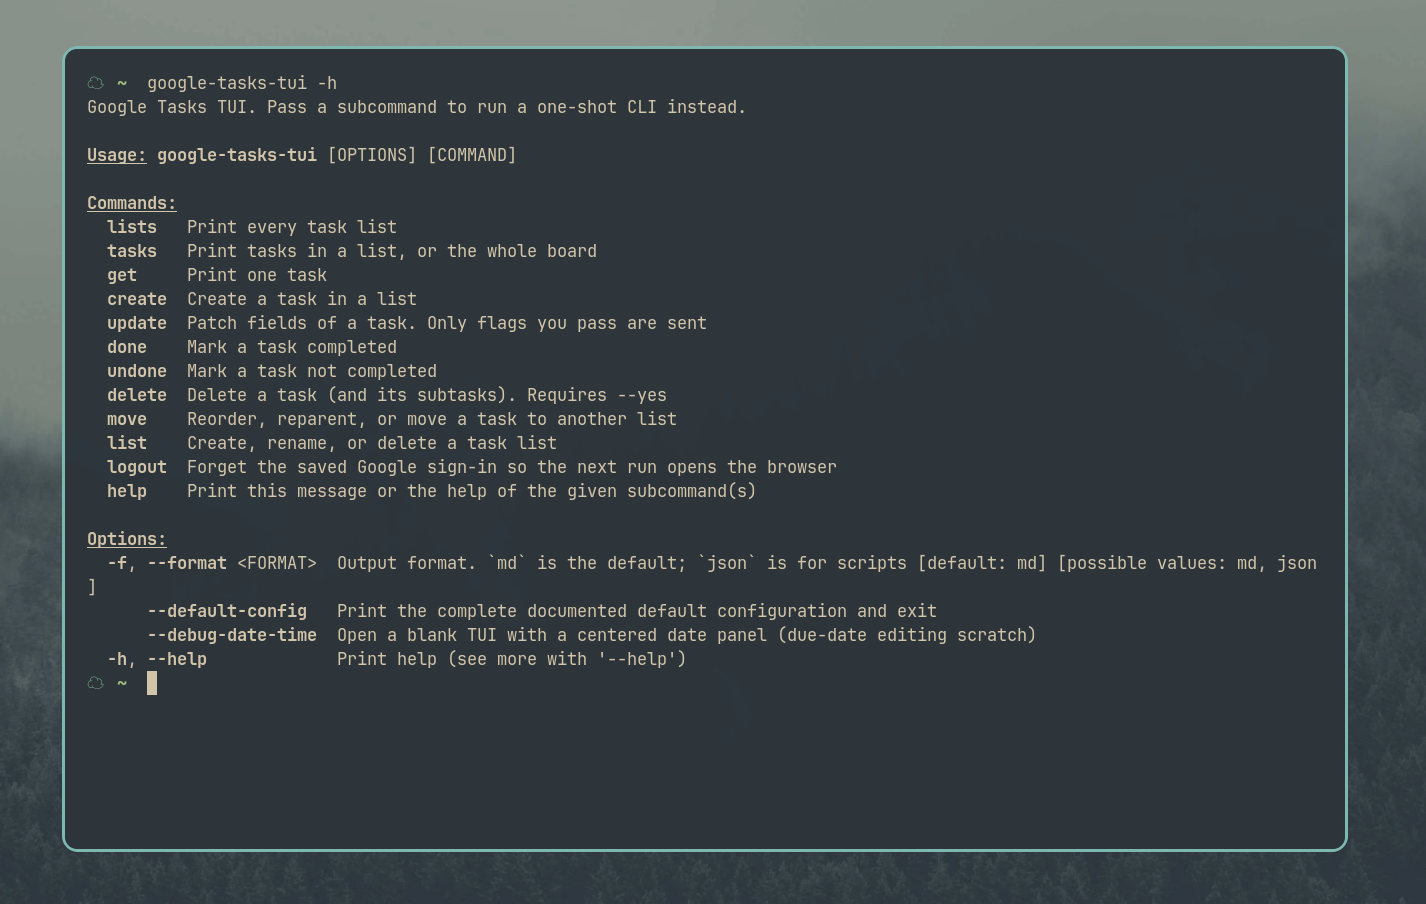 ~ google-tasks-tui -h
Google Tasks TUI. Pass a subcommand to run a one-shot CLI instead.
Usage: google-tasks-tui [OPTIONS] [COMMAND]
Commands:
lists Print every task list
tasks Print tasks in a list, or the whole board
get Print one task
create Create a task in a list
update Patch fields of a task. Only flags you pass are sent
done Mark a task completed
undone Mark a task not completed
delete Delete a task (and its subtasks). Requires --yes
move Reorder, reparent, or move a task to another list
list Create, rename, or delete a task list
logout Forget the saved Google sign-in so the next run opens the browser
help Print this message or the help of the given subcommand(s)
Options:
-f, --format <FORMAT> Output format. `md` is the default; `json` is for scripts [default: md] [possible values: md, json
]
--default-config Print the complete documented default configuration and exit
--debug-date-time Open a blank TUI with a centered date panel (due-date editing scratch)
-h, --help Print help (see more with '--help')
~